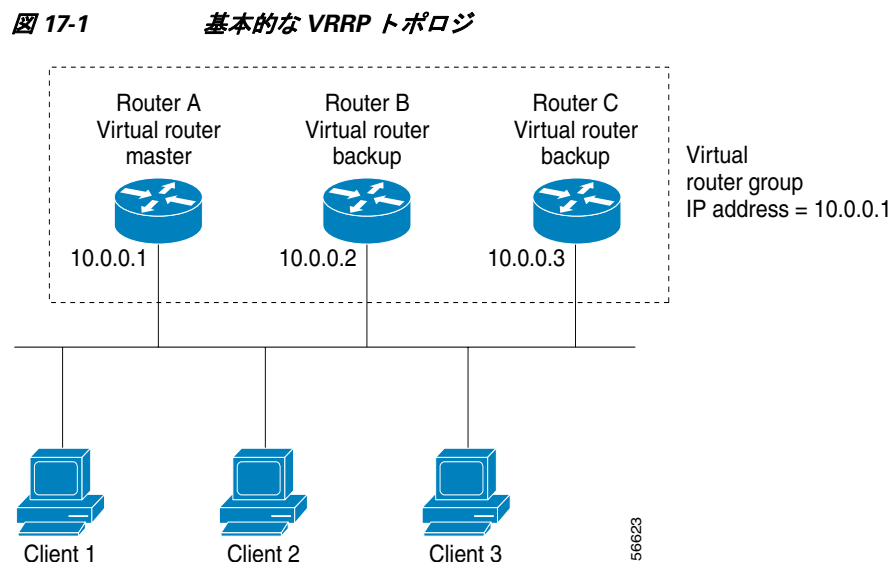 図 17-1 基本的な VRRP トポロジ
Router A
Virtual router
master
Router B
Virtual router
backup
Router C
Virtual router
backup
Virtual
router group
IP address = 10.0.0.1
10.0.0.1
10.0.0.2
10.0.0.3
Client 1
Client 2
Client 3
56623